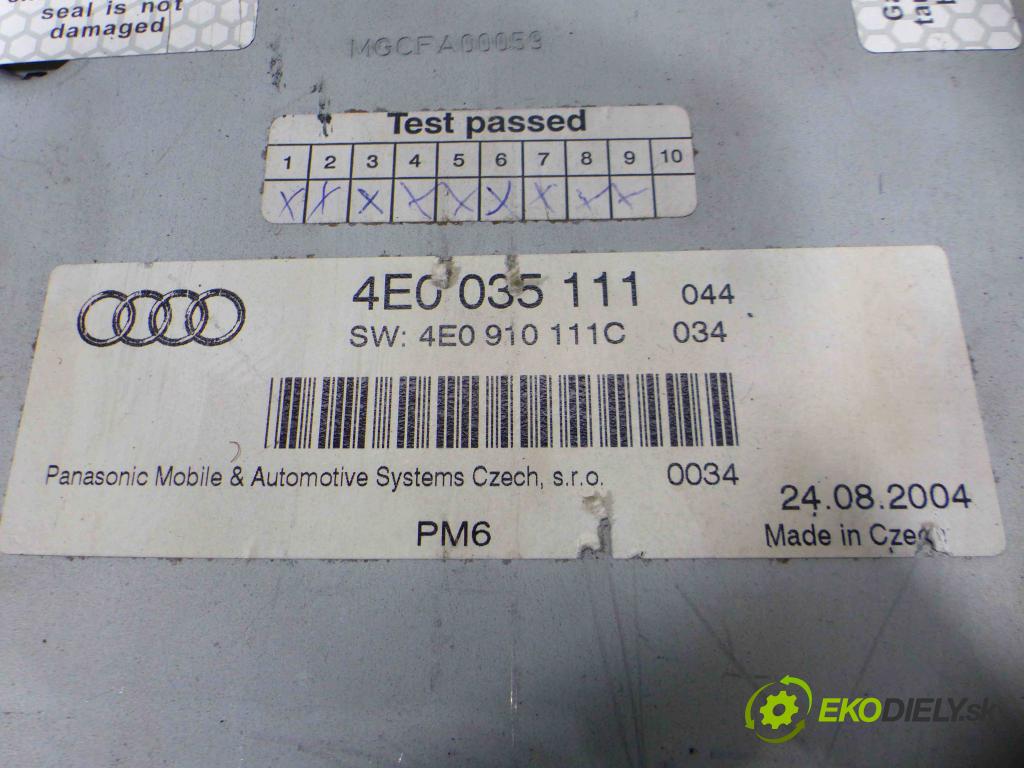 seal is not
damaged
MGCFA00059
Test passed
1 2 3 4 5 6 7 8 9 10
X X X X X X X X X
4E0 035 111 044
SW: 4E0 910 111C 034
Panasonic Mobile & Automotive Systems Czech, s.r.o. 0034
24.08.2004
PM6
Made in Czech
EKODIELY.sk